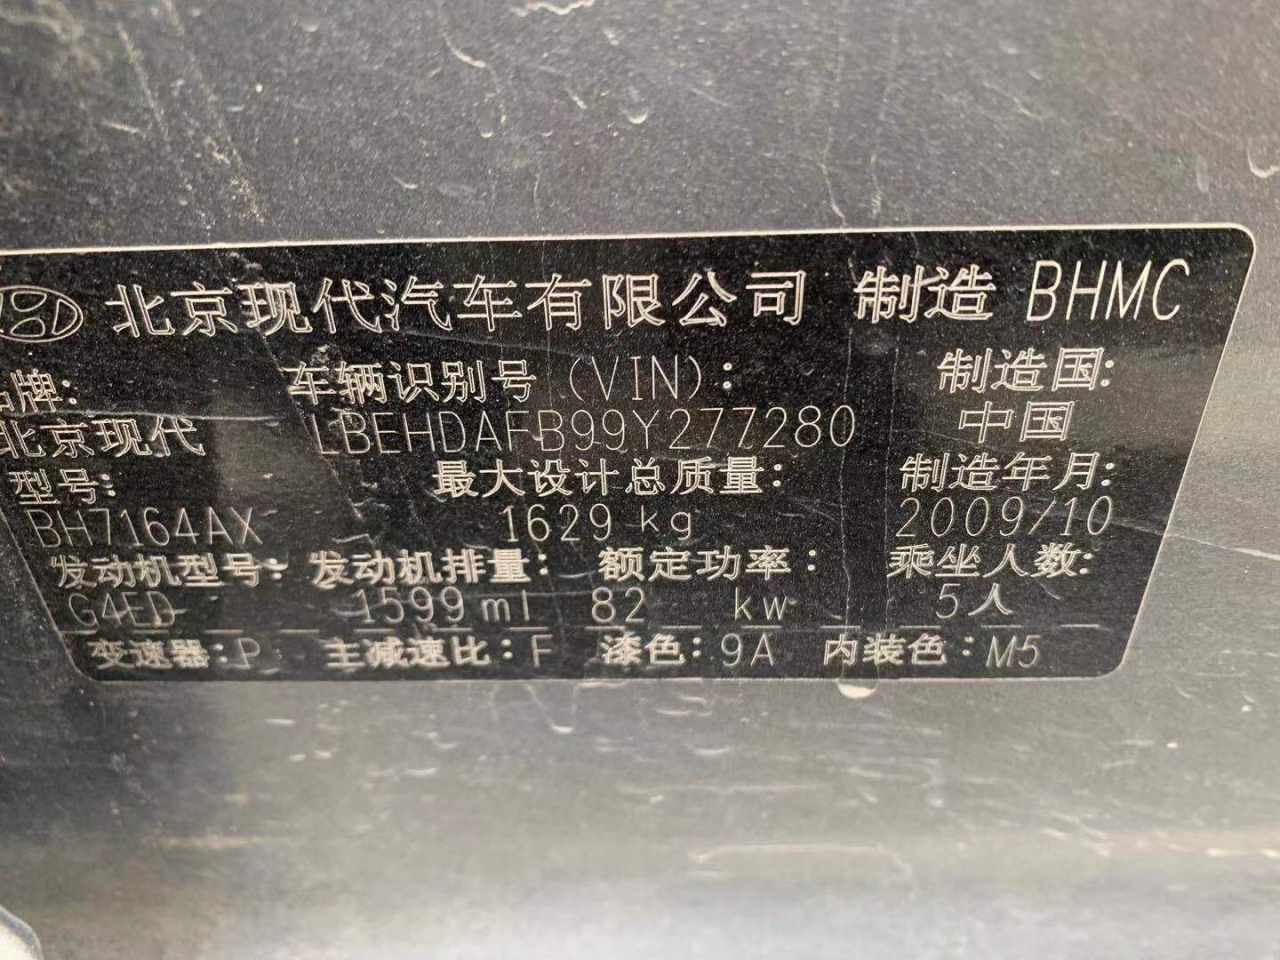 北京现代汽车有限公司 制造 BHMC
品牌: 车辆识别号 (VIN): 制造国:
北京现代 LBEHDAFB99Y277280 中国
型号: 最大设计总质量: 制造年月:
BH7164AX 1629 kg 2009/10
发动机型号: 发动机排量: 额定功率: 乘坐人数:
G4ED 1599ml 82 kw 5人
变速器:P 主减速比:F 漆色:9A 内装色:M5